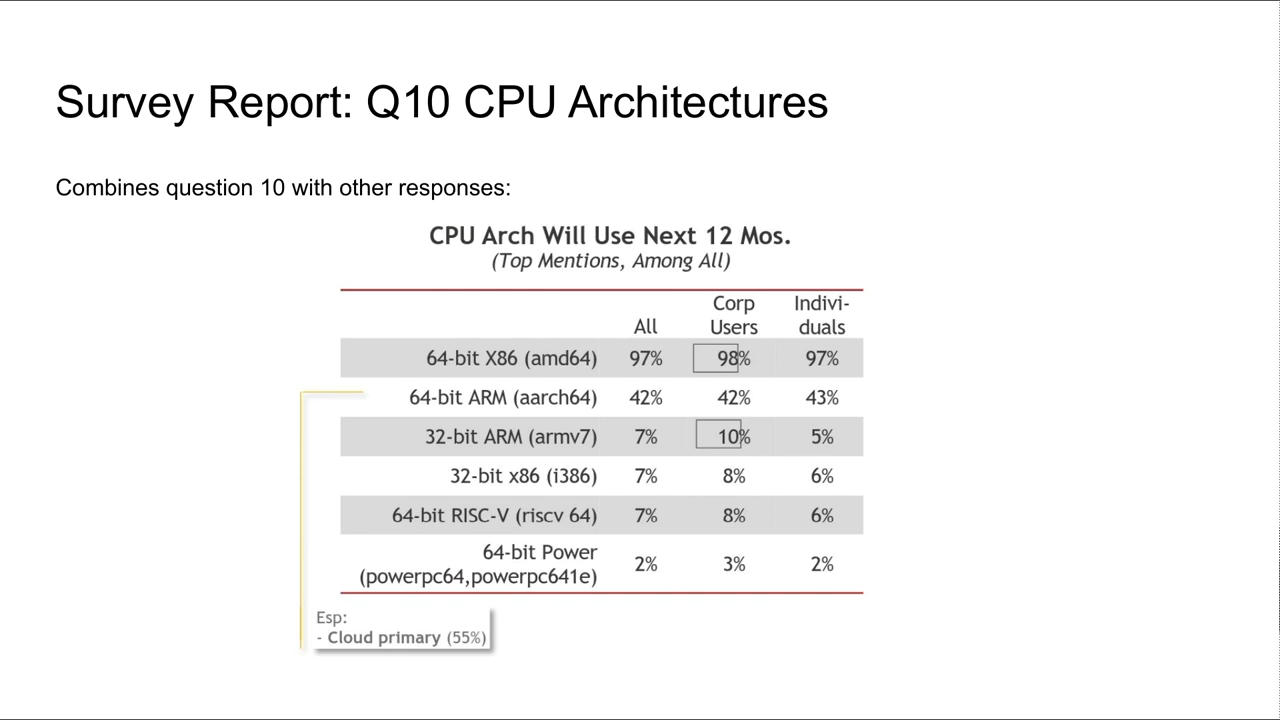 Survey Report: Q10 CPU Architectures
Combines question 10 with other responses:
CPU Arch Will Use Next 12 Mos.
(Top Mentions, Among All)
All Corp Users Indivi-duals
64-bit X86 (amd64) 97% 98% 97%
64-bit ARM (aarch64) 42% 42% 43%
32-bit ARM (armv7) 7% 10% 5%
32-bit x86 (i386) 7% 8% 6%
64-bit RISC-V (riscv 64) 7% 8% 6%
64-bit Power
(powerpc64,powerpc641e) 2% 3% 2%
Esp:
- Cloud primary (55%)